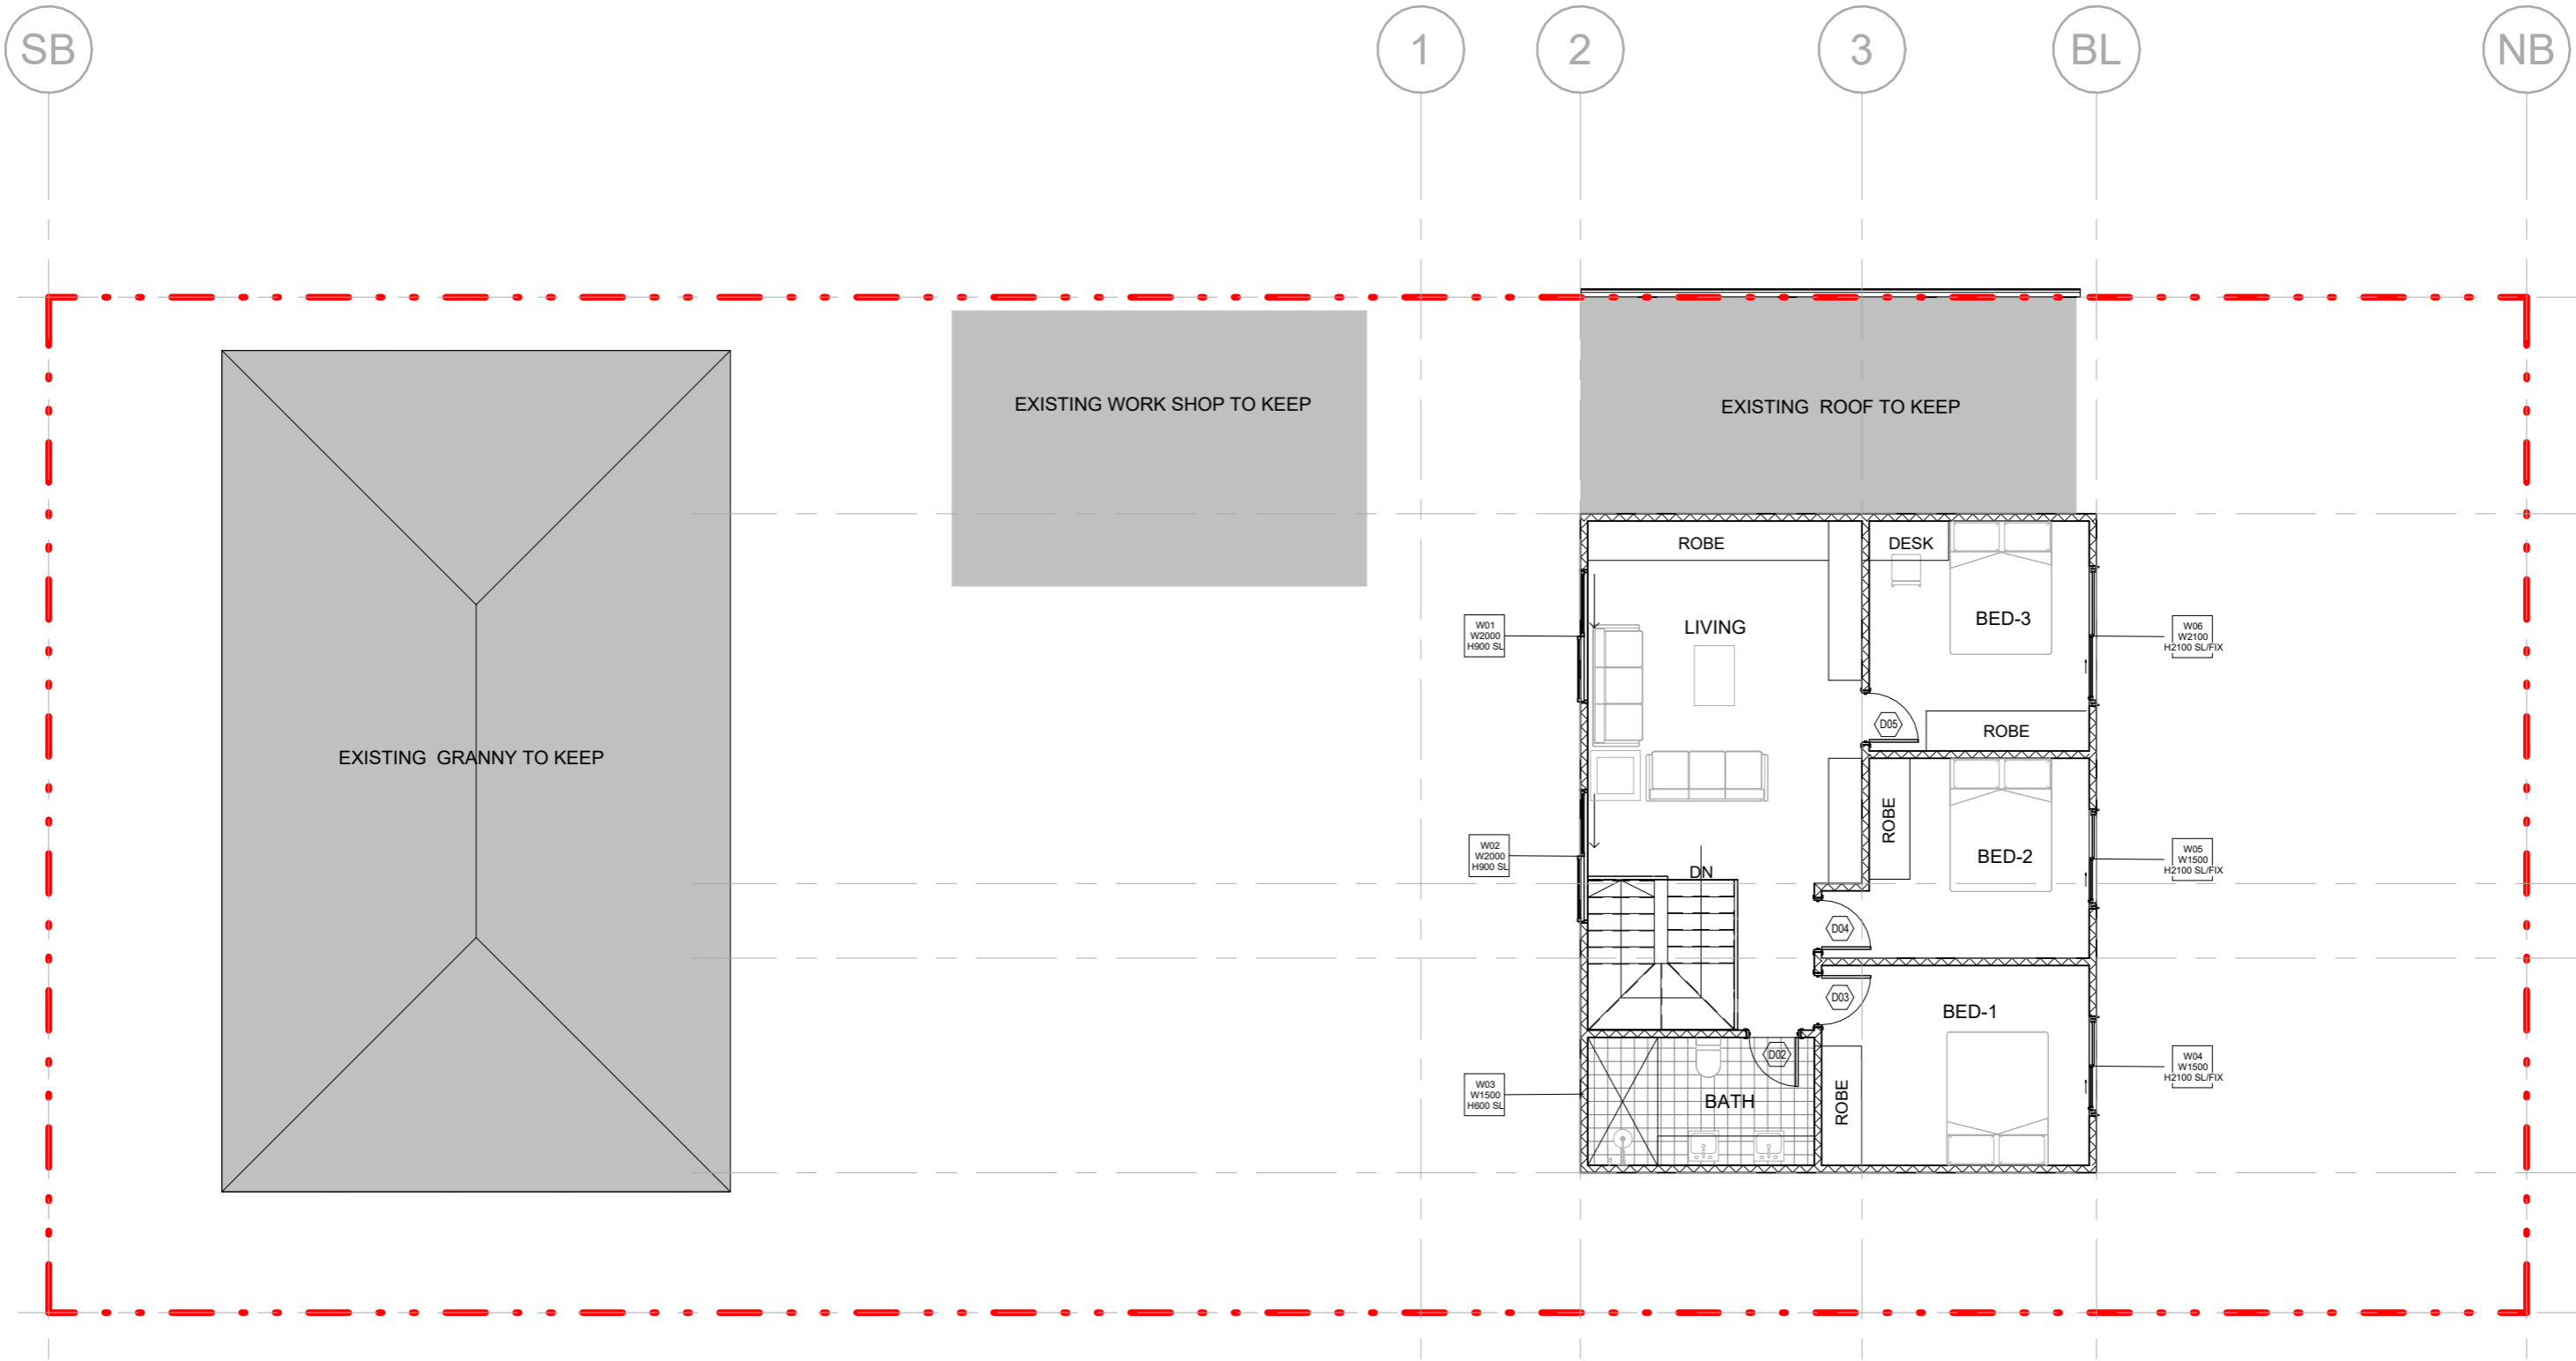 SB
1
2
3
BL
NB
EXISTING WORK SHOP TO KEEP
EXISTING ROOF TO KEEP
ROBE
DESK
BED-3
LIVING
W01
W2000
H900 SL
W06
W2100
H2100 SL/FIX
D05
ROBE
EXISTING GRANNY TO KEEP
ROBE
BED-2
W02
W2000
H900 SL
W05
W1500
H2100 SL/FIX
DN
D04
D03
BED-1
D02
W03
W1500
H600 SL
BATH
ROBE
W04
W1500
H2100 SL/FIX